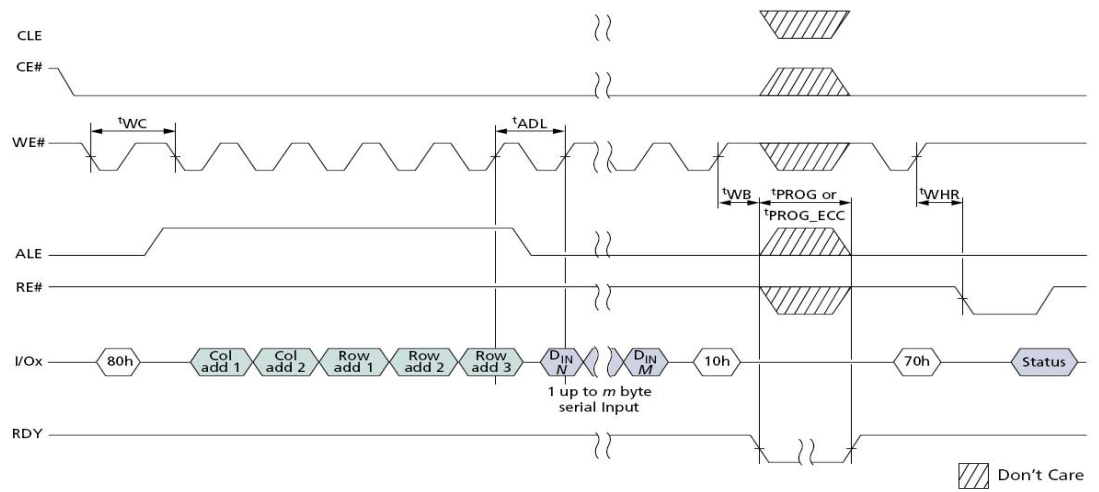 CLE
CE#
tWC
tADL
WE#
tWB
tPROG or
tPROG_ECC
tWHR
ALE
RE#
I/Ox
80h
Col
add 1
Col
add 2
Row
add 1
Row
add 2
Row
add 3
DIN
N
DIN
M
10h
70h
Status
1 up to m byte
serial Input
RDY
Don't Care